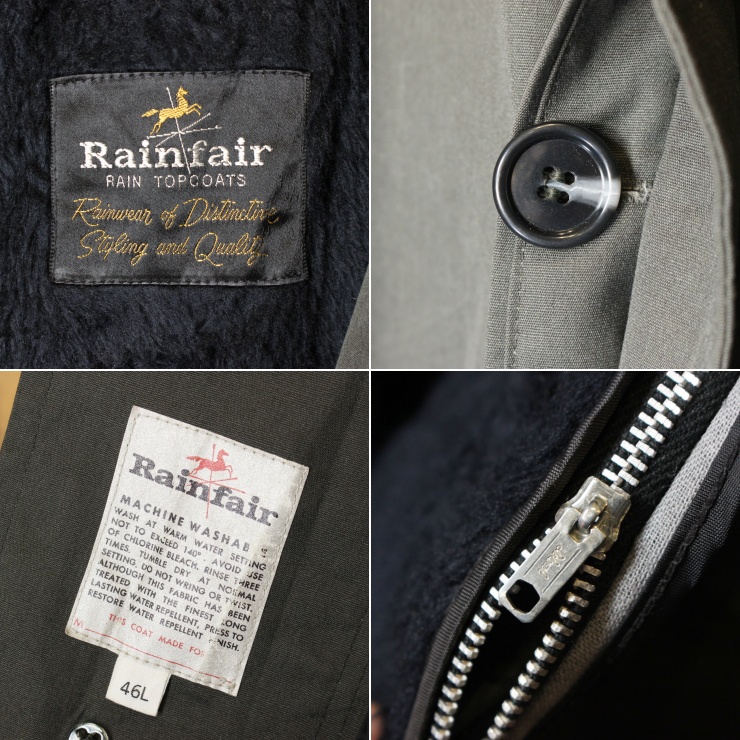 Rainfair
RAIN TOPCOATS
Rainwear of Distinctive
Styling and Quality
Rainfair
MACHINE WASHAB
WASH AT WARM WATER SETTING
NOT TO EXCEED 140° AVOID USE
OF CHLORINE BLEACH. RINSE THREE
TIMES. TUMBLE DRY AT NORMAL
SETTING. DO NOT WRING OR TWIST.
ALTHOUGH THIS FABRIC HAS BEEN
TREATED WITH THE FINEST LONG
LASTING WATER REPELLENT, PRESS TO
RESTORE WATER REPELLENT FINISH.
THIS COAT MADE FOR
M
46L